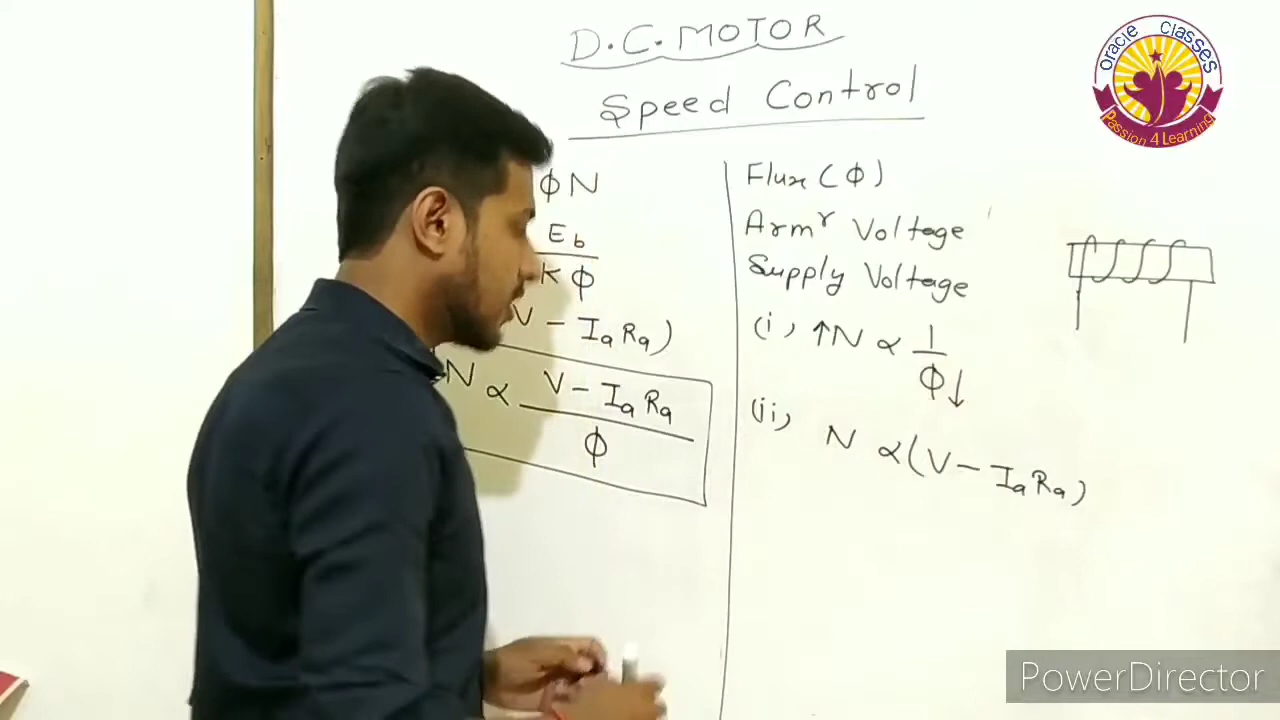 D.C. MOTOR
Speed Control
Oracle Classes
Passion 4 Learning
ϕN
Eb
Kϕ
V - IaRa)
N ∝ V - IaRa
ϕ
Flux (ϕ)
Armʳ Voltage
Supply Voltage
(i) ↑N ∝ 1
ϕ↓
(ii) N ∝ (V - IaRa)
PowerDirector